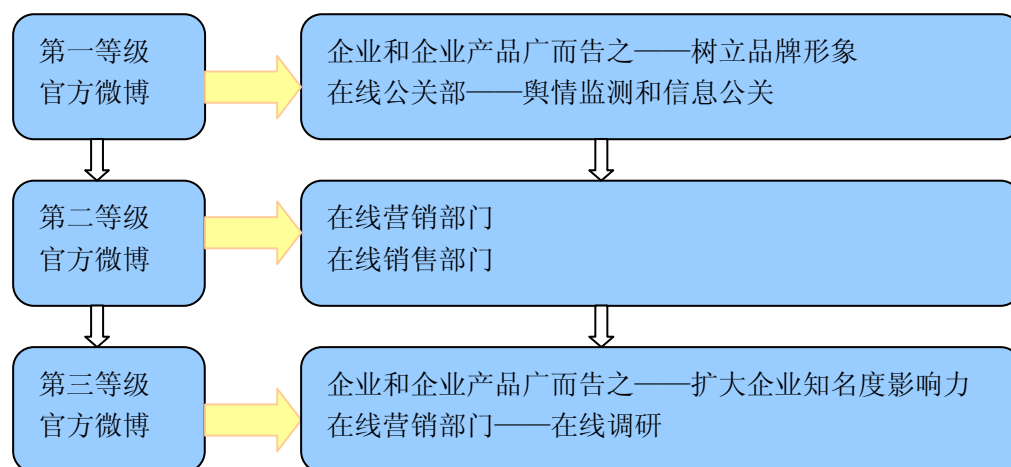 第一等级
官方微博
企业和企业产品广而告之——树立品牌形象
在线公关部——舆情监测和信息公关
第二等级
官方微博
在线营销部门
在线销售部门
第三等级
官方微博
企业和企业产品广而告之——扩大企业知名度影响力
在线营销部门——在线调研